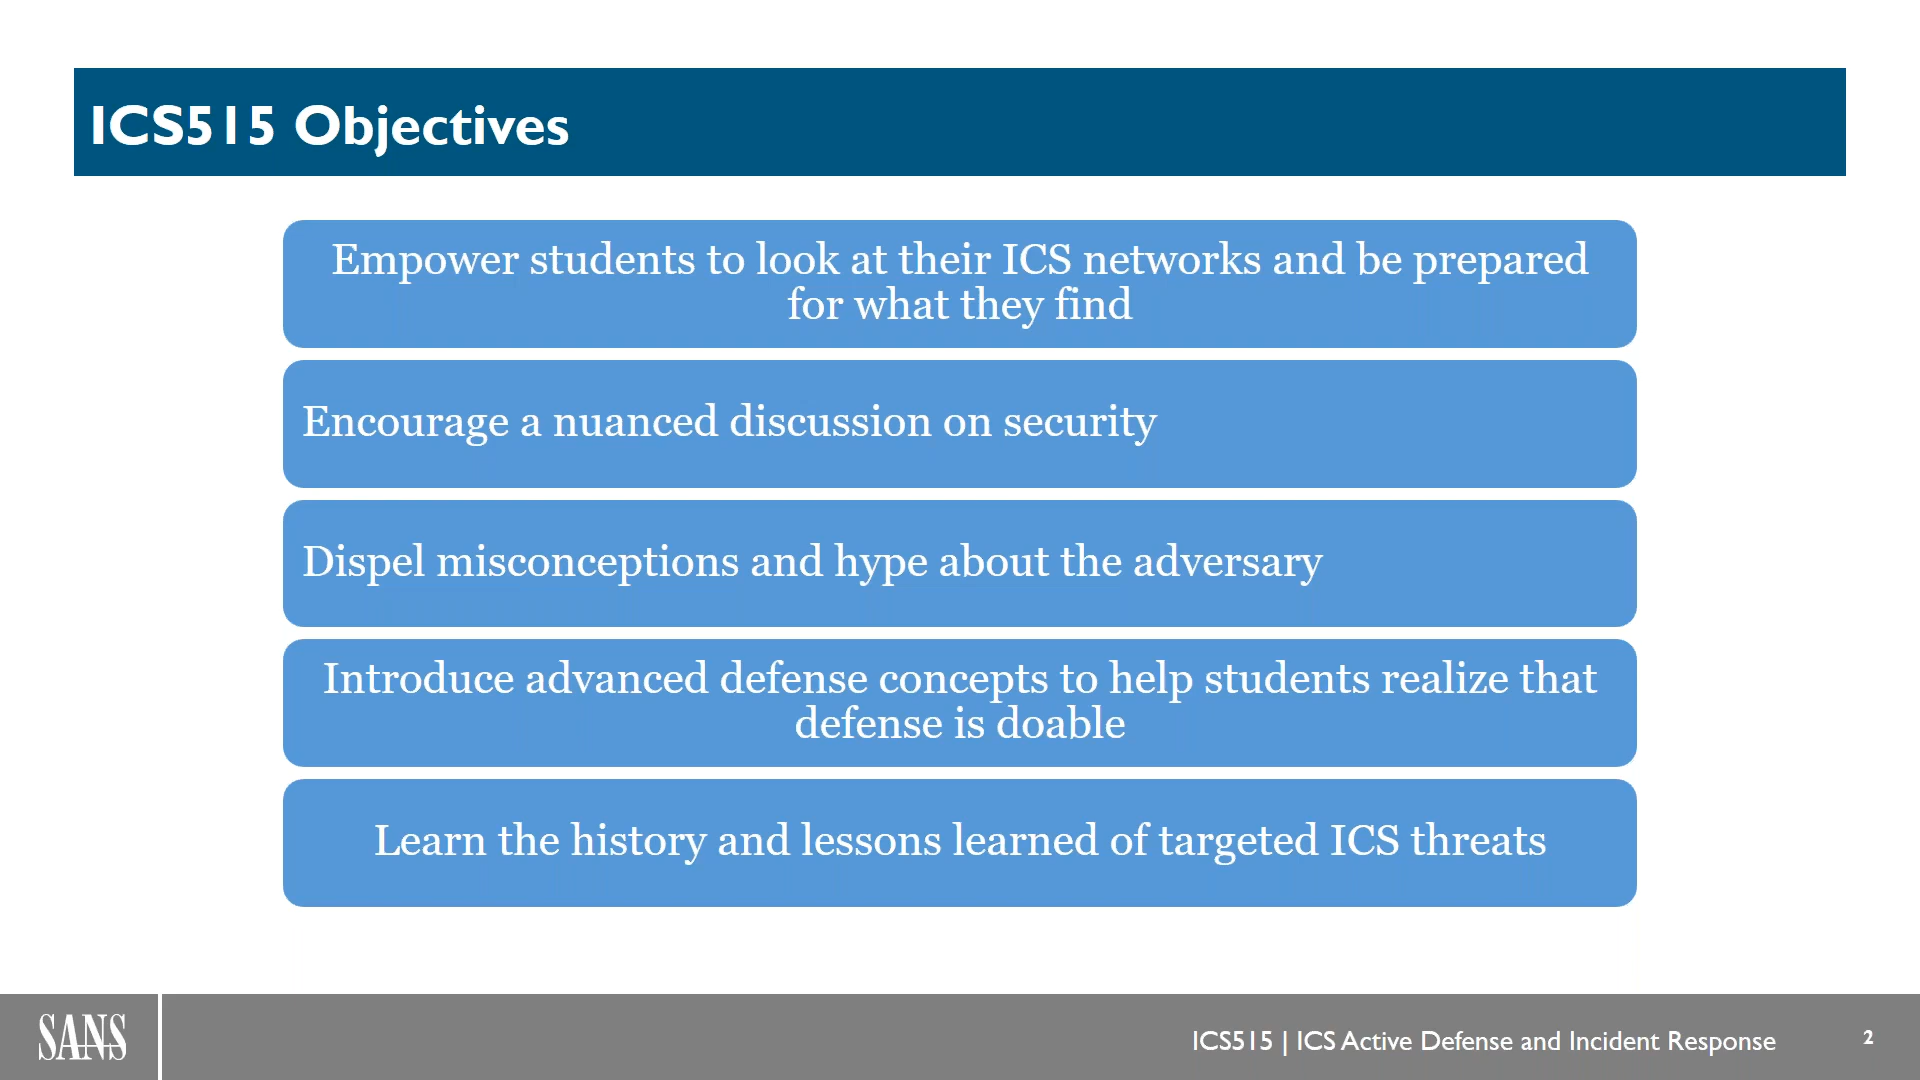 ICS515 Objectives
Empower students to look at their ICS networks and be prepared
for what they find
Encourage a nuanced discussion on security
Dispel misconceptions and hype about the adversary
Introduce advanced defense concepts to help students realize that
defense is doable
Learn the history and lessons learned of targeted ICS threats
SANS
ICS515 | ICS Active Defense and Incident Response
2